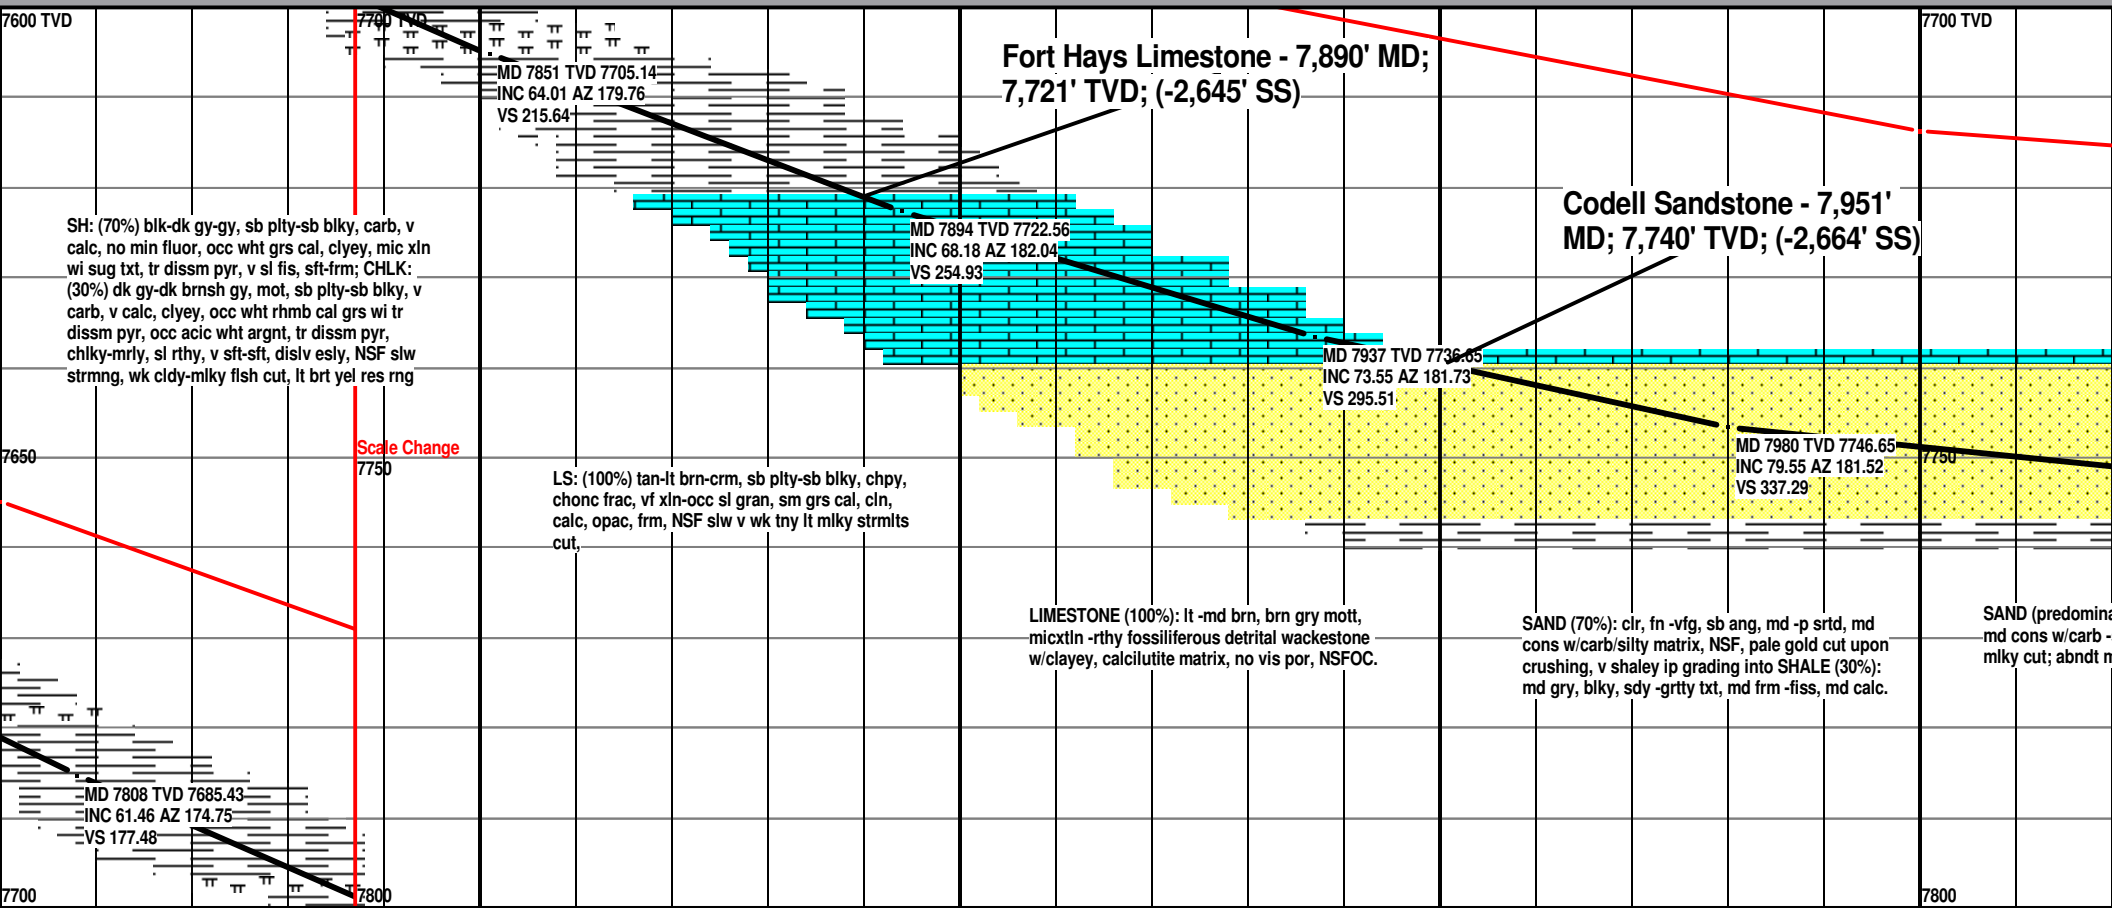 7600 TVD
7700 TVD
7700 TVD
Fort Hays Limestone - 7,890' MD;
7,721' TVD; (-2,645' SS)
MD 7851 TVD 7705.14
INC 64.01 AZ 179.76
VS 215.64
Codell Sandstone - 7,951'
MD; 7,740' TVD; (-2,664' SS)
SH: (70%) blk-dk gy-gy, sb plty-sb blky, carb, v
calc, no min fluor, occ wht grs cal, clyey, mic xln
wi sug txt, tr dissm pyr, v sl fis, sft-frm; CHLK:
(30%) dk gy-dk brnsh gy, mot, sb plty-sb blky, v
carb, v calc, clyey, occ wht rhmb cal grs wi tr
dissm pyr, occ acic wht argnt, tr dissm pyr,
chlky-mrly, sl rthy, v sft-sft, dislv esly, NSF slw
strmng, wk cldy-mlky flsh cut, lt brt yel res rng
MD 7894 TVD 7722.56
INC 68.18 AZ 182.04
VS 254.93
MD 7937 TVD 7736.65
INC 73.55 AZ 181.73
VS 295.51
MD 7980 TVD 7746.65
INC 79.55 AZ 181.52
VS 337.29
7650
Scale Change
7750
7750
LS: (100%) tan-lt brn-crm, sb plty-sb blky, chpy,
chonc frac, vf xln-occ sl gran, sm grs cal, cln,
calc, opac, frm, NSF slw v wk tny lt mlky strmlts
cut,
LIMESTONE (100%): lt -md brn, brn gry mott,
micxtln -rthy fossiliferous detrital wackestone
w/clayey, calcilutite matrix, no vis por, NSFOC.
SAND (70%): clr, fn -vfg, sb ang, md -p srtd, md
cons w/carb/silty matrix, NSF, pale gold cut upon
crushing, v shaley ip grading into SHALE (30%):
md gry, blky, sdy -grtty txt, md frm -fiss, md calc.
SAND (predomina
md cons w/carb -
mlky cut; abndt m
MD 7808 TVD 7685.43
INC 61.46 AZ 174.75
VS 177.48
7700
7800
7800